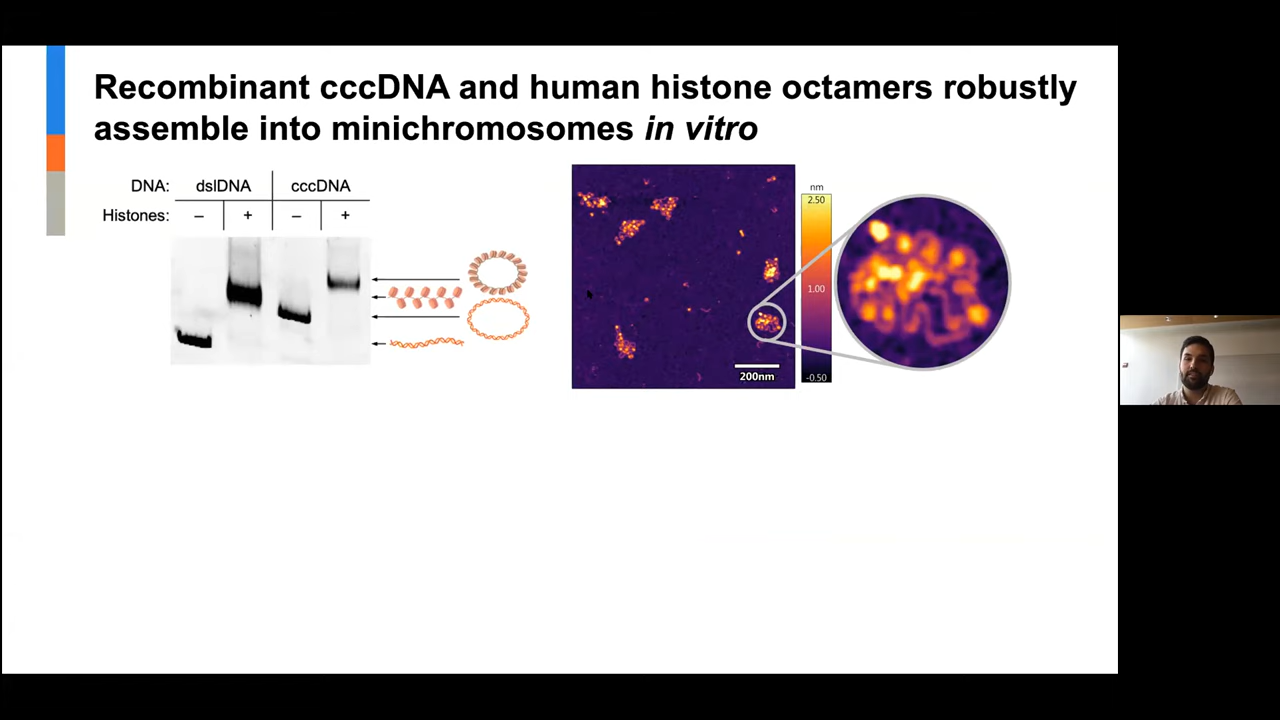 Recombinant cccDNA and human histone octamers robustly
assemble into minichromosomes in vitro
DNA: dslDNA cccDNA
Histones: – + – +
nm
2.50
1.00
-0.50
200nm